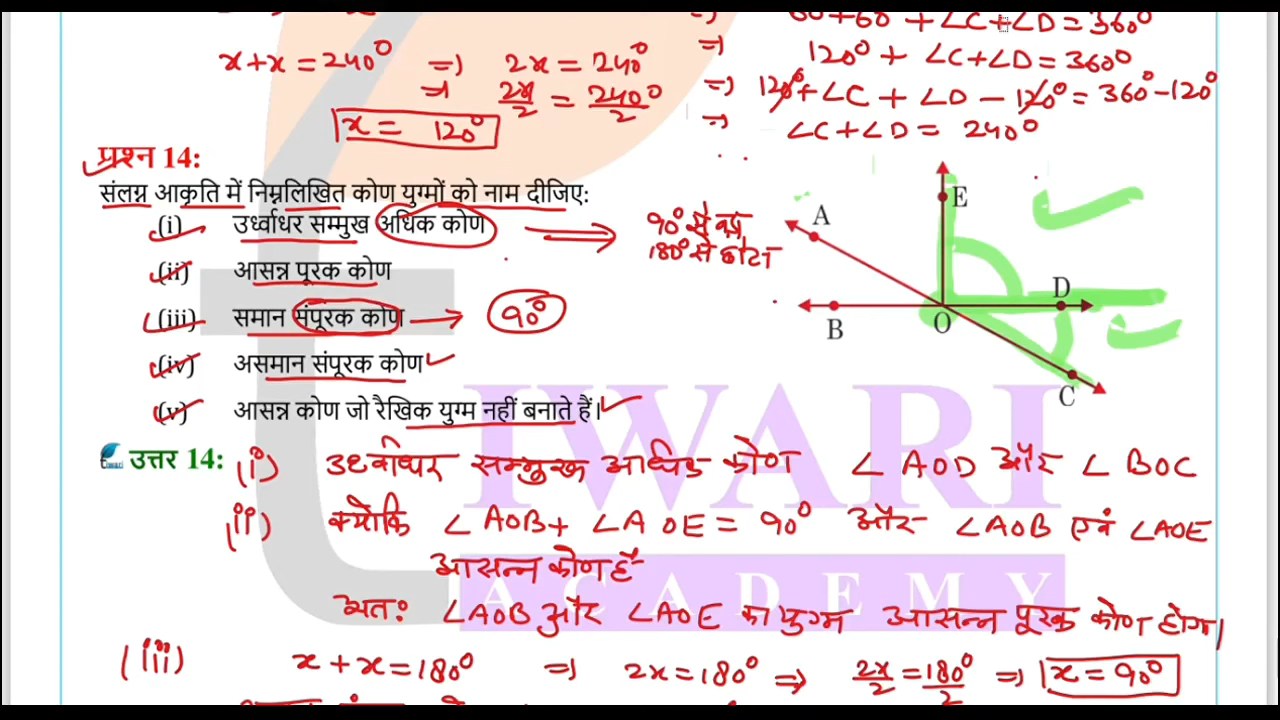 60+60 + ∠C+∠D = 360°
x+x = 240° ⇒ 2x = 240°
⇒ 120° + ∠C+∠D = 360°
⇒ 2x/2 = 240°/2
⇒ 120° + ∠C + ∠D − 120° = 360° − 120°
x = 120°
⇒ ∠C+∠D = 240°
प्रश्न 14:
संलग्न आकृति में निम्नलिखित कोण युग्मों को नाम दीजिए:
(i) उर्ध्वाधर सम्मुख अधिक कोण
90° से बड़ा
180° से छोटा
(ii) आसन्न पूरक कोण
(iii) समान संपूरक कोण → 90°
(iv) असमान संपूरक कोण
(v) आसन्न कोण जो रैखिक युग्म नहीं बनाते हैं।
E
A
D
B
O
C
उत्तर 14: (i) उर्ध्वाधर सम्मुख अधिक कोण ∠AOD और ∠BOC
(ii) क्योकि ∠AOB + ∠AOE = 90° और ∠AOB एवं ∠AOE
आसन्न कोण है
अतः ∠AOB और ∠AOE का युग्म आसन्न पूरक कोण होगा।
(iii) x + x = 180° ⇒ 2x = 180° ⇒ 2x/2 = 180°/2 ⇒ x = 90°
TIWARI
ACADEMY